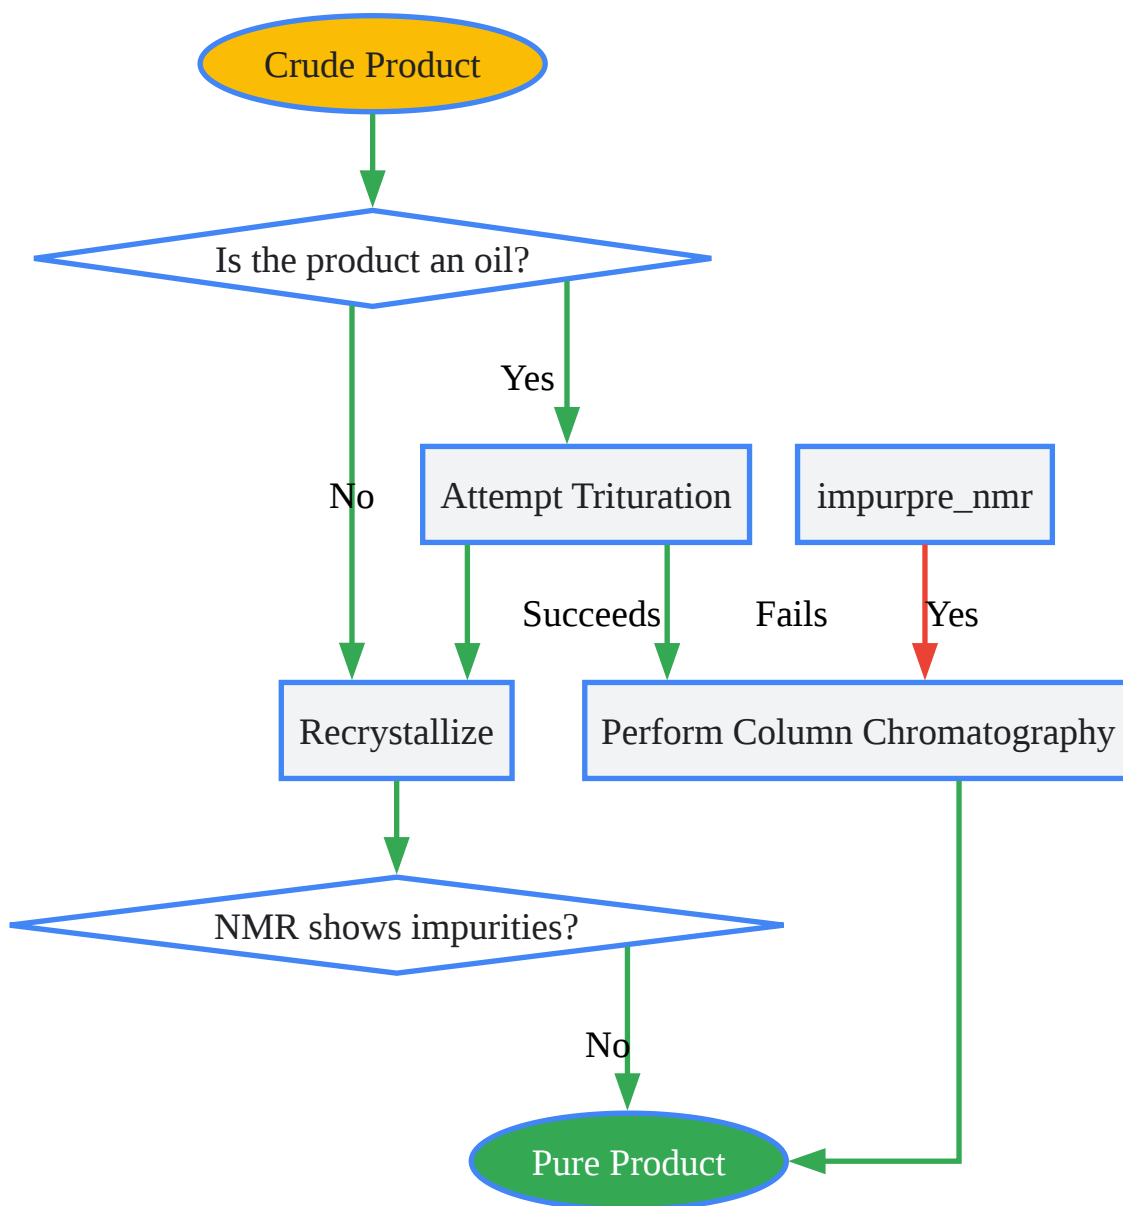 Crude Product
Is the product an oil?
Yes
No
Attempt Trituration
impurpre_nmr
Succeeds
Fails
Yes
Recrystallize
Perform Column Chromatography
NMR shows impurities?
No
Pure Product